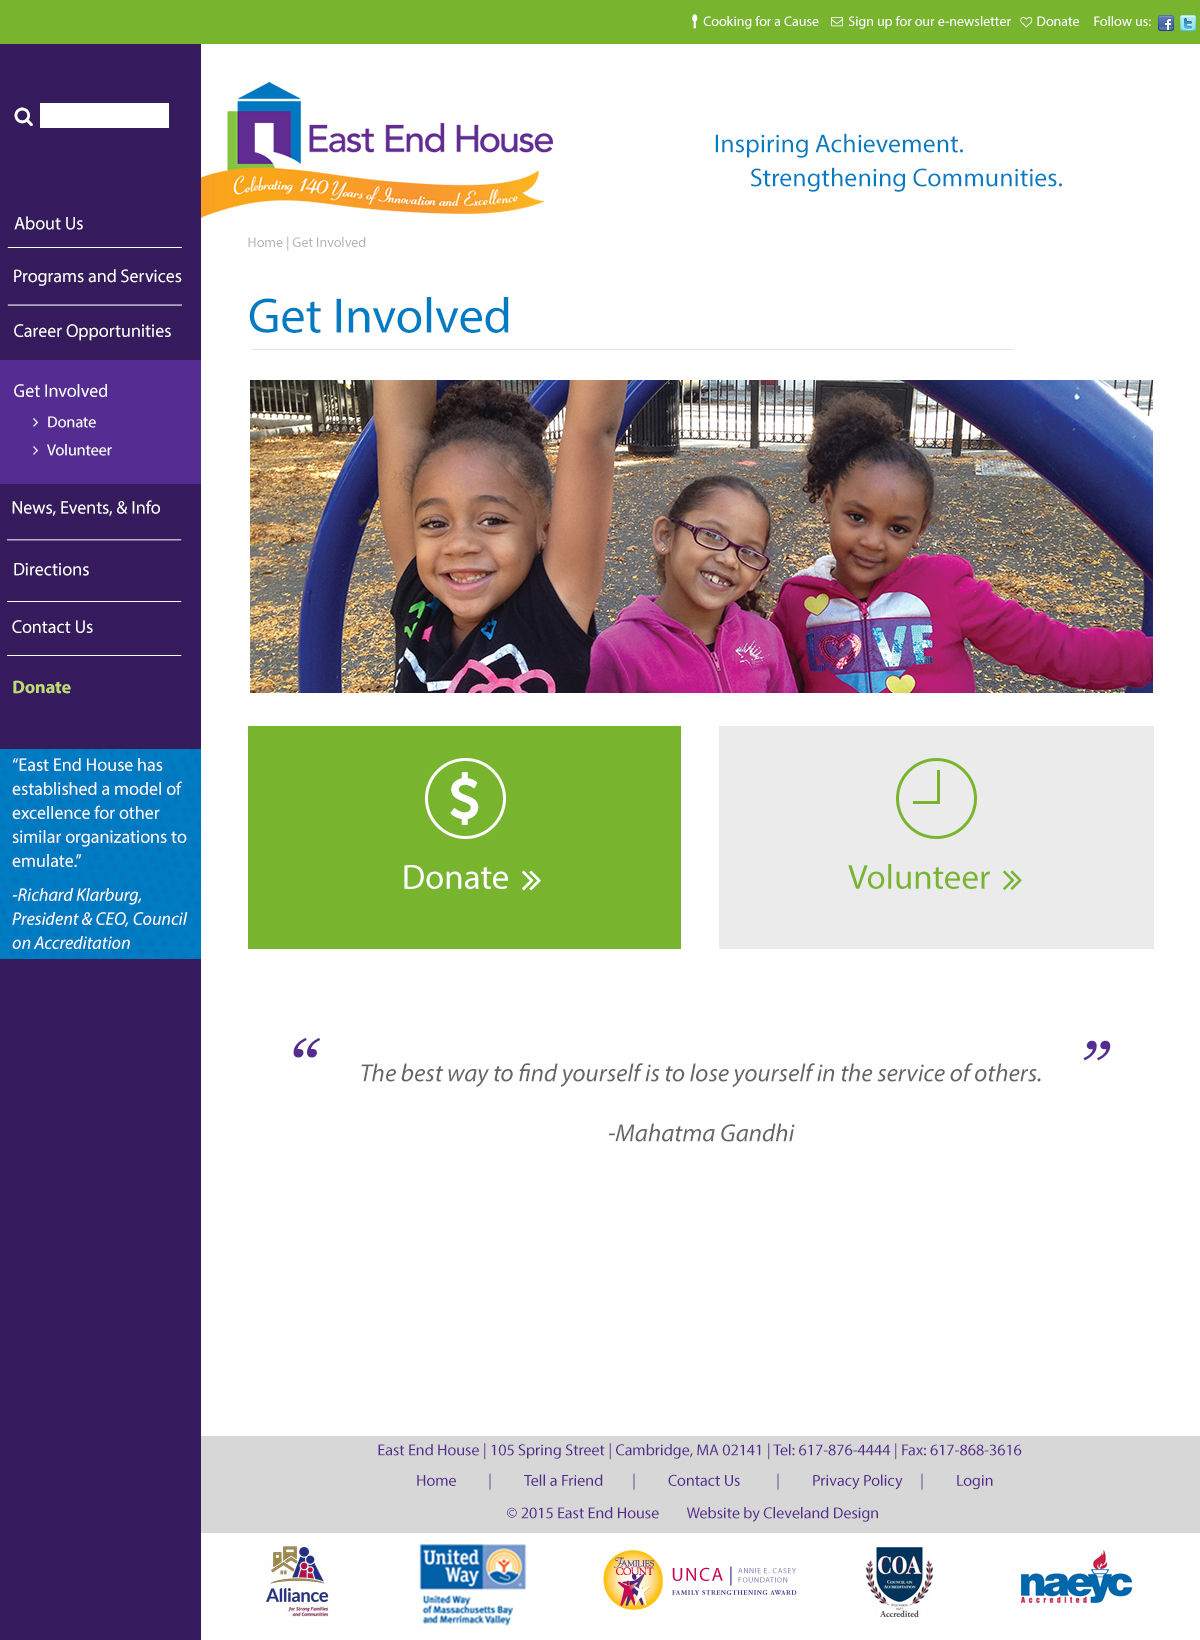 Cooking for a Cause Sign up for our e-newsletter Donate Follow us:
East End House
Celebrating 140 Years of Innovation and Excellence
Inspiring Achievement.
Strengthening Communities.
About Us
Programs and Services
Career Opportunities
Get Involved
> Donate
> Volunteer
News, Events, & Info
Directions
Contact Us
Donate
“East End House has
established a model of
excellence for other
similar organizations to
emulate.”
-Richard Klarburg,
President & CEO, Council
on Accreditation
Home | Get Involved
Get Involved
LOVE
$
Donate »
Volunteer »
“ The best way to find yourself is to lose yourself in the service of others. ”
-Mahatma Gandhi
East End House | 105 Spring Street | Cambridge, MA 02141 | Tel: 617-876-4444 | Fax: 617-868-3616
Home | Tell a Friend | Contact Us | Privacy Policy | Login
© 2015 East End House Website by Cleveland Design
Alliance
for Strong Families
and Communities
United
Way
United Way
of Massachusetts Bay
and Merrimack Valley
FAMILIES
COUNT
UNCA | ANNIE E. CASEY
FOUNDATION
FAMILY STRENGTHENING AWARD
COA
COUNCIL ON
ACCREDITATION
Accredited
naeyc
Accredited